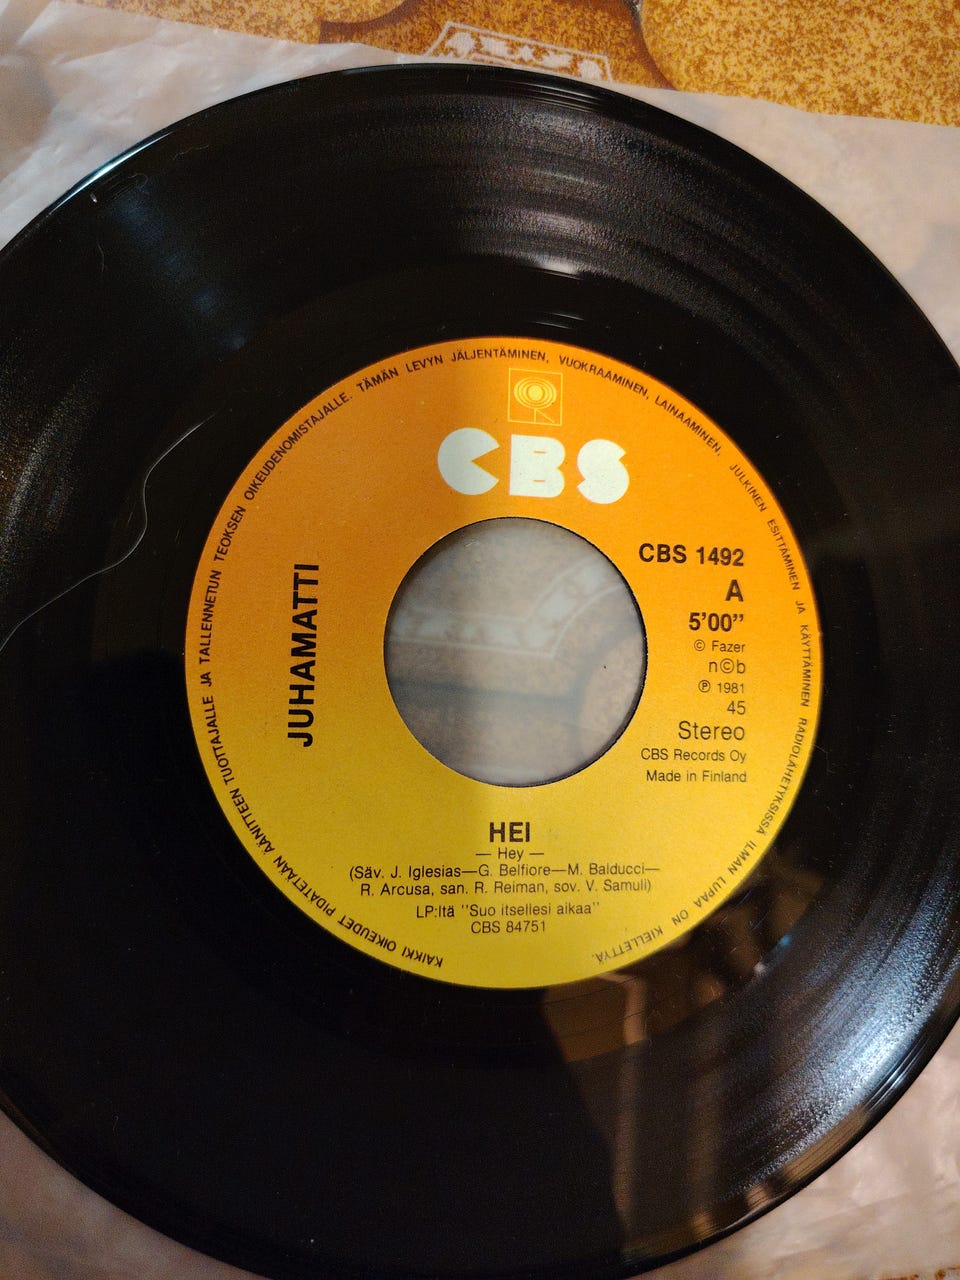 KAIKKI OIKEUDET PIDÄTETÄÄN ÄÄNITTEEN TUOTTAJALLE JA TALLENNETUN TEOKSEN OIKEUDENOMISTAJALLE. TÄMÄN LEVYN JÄLJENTÄMINEN, VUOKRAAMINEN, LAINAAMINEN, JULKINEN ESITTÄMINEN JA KÄYTTÄMINEN RADIOLÄHETYKSISSÄ ILMAN LUPAA ON KIELLETTYÄ.
CBS
JUHAMATTI
CBS 1492
A
5'00"
© Fazer
n©b
℗ 1981
45
Stereo
CBS Records Oy
Made in Finland
HEI
— Hey —
(Säv. J. Iglesias—G. Belfiore—M. Balducci—
R. Arcusa, san. R. Reiman, sov. V. Samuli)
LP:ltä "Suo itsellesi aikaa"
CBS 84751